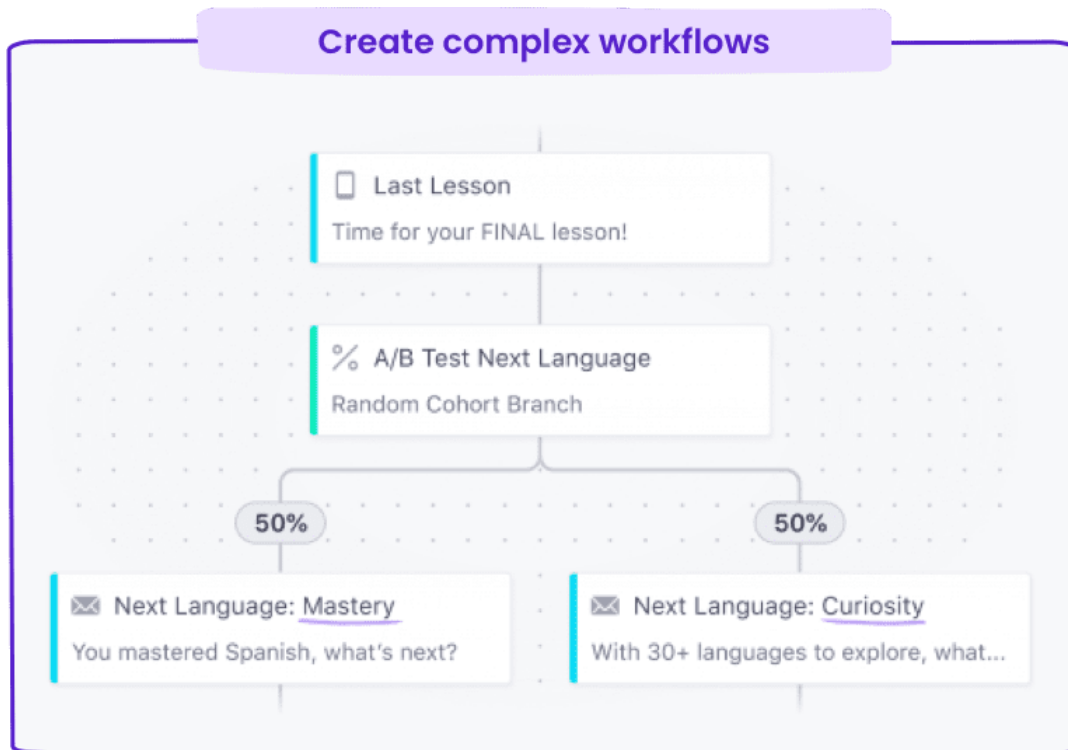 Create complex workflows
Last Lesson
Time for your FINAL lesson!
A/B Test Next Language
Random Cohort Branch
50%
50%
Next Language: Mastery
You mastered Spanish, what's next?
Next Language: Curiosity
With 30+ languages to explore, what...